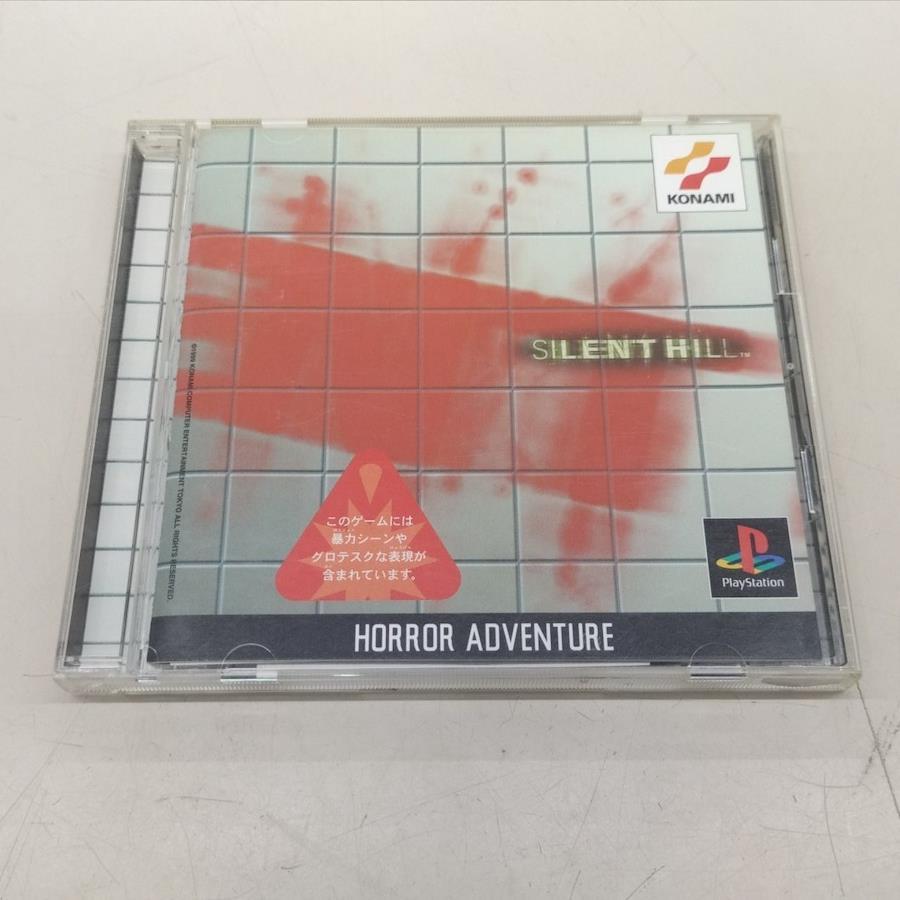 KONAMI
SILENT HILL™
©1999 KONAMI COMPUTER ENTERTAINMENT TOKYO ALL RIGHTS RESERVED.
このゲームには
暴力シーンや
グロテスクな表現が
含まれています。
PlayStation
HORROR ADVENTURE